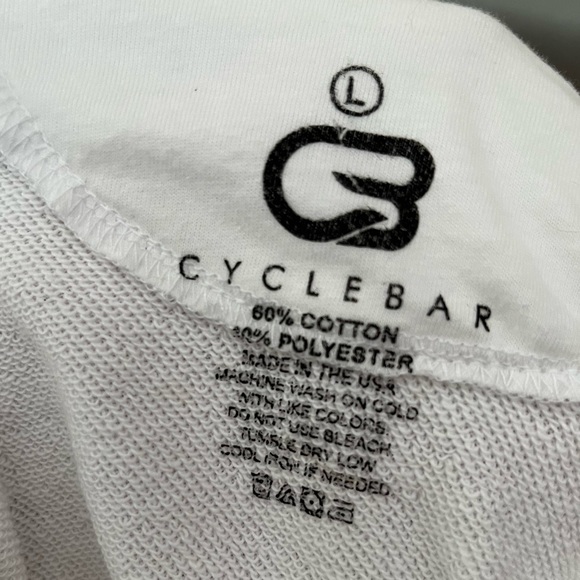 L
CYCLEBAR
60% COTTON
40% POLYESTER
MADE IN THE USA
MACHINE WASH ON COLD
WITH LIKE COLORS.
DO NOT USE BLEACH.
TUMBLE DRY LOW
COOL IRON IF NEEDED